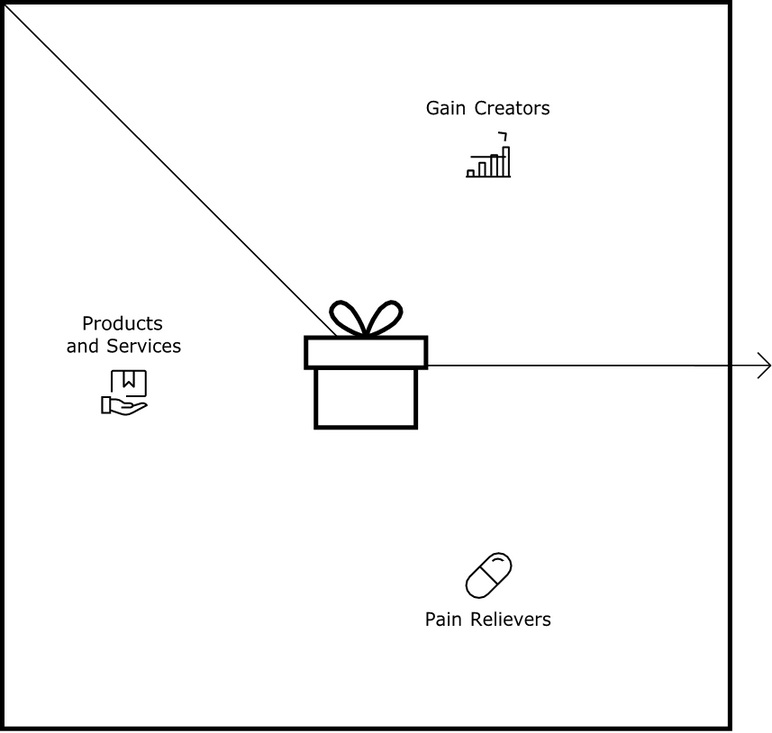 Gain Creators
Products
and Services
Pain Relievers